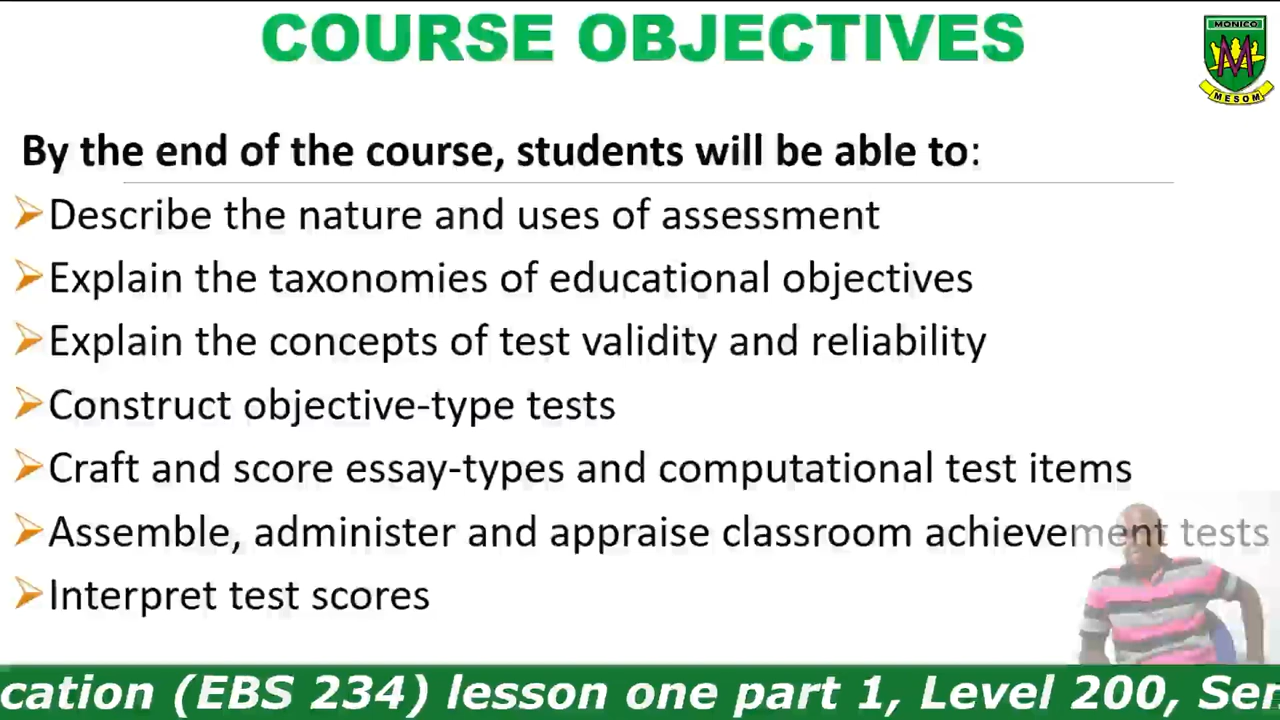 COURSE OBJECTIVES
MONICO
M
MESOM
By the end of the course, students will be able to:
Describe the nature and uses of assessment
Explain the taxonomies of educational objectives
Explain the concepts of test validity and reliability
Construct objective-type tests
Craft and score essay-types and computational test items
Assemble, administer and appraise classroom achievement tests
Interpret test scores
cation (EBS 234) lesson one part 1, Level 200, Sem